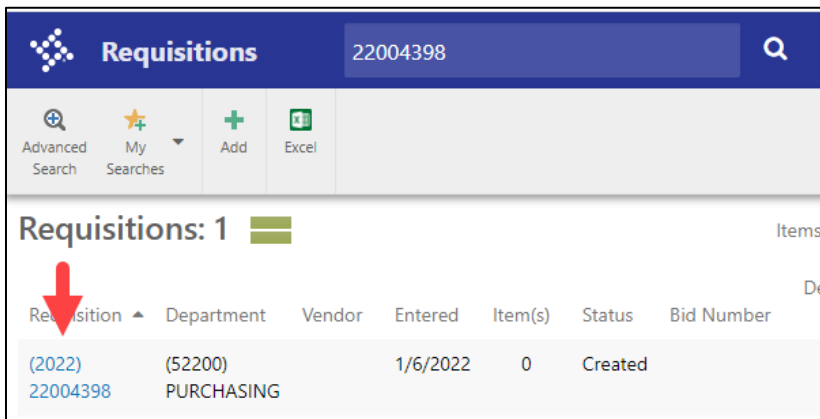 Requisitions 22004398
Advanced Search My Searches Add Excel
Requisitions: 1 Items
De
Requisition Department Vendor Entered Item(s) Status Bid Number
(2022) (52200) 1/6/2022 0 Created
22004398 PURCHASING